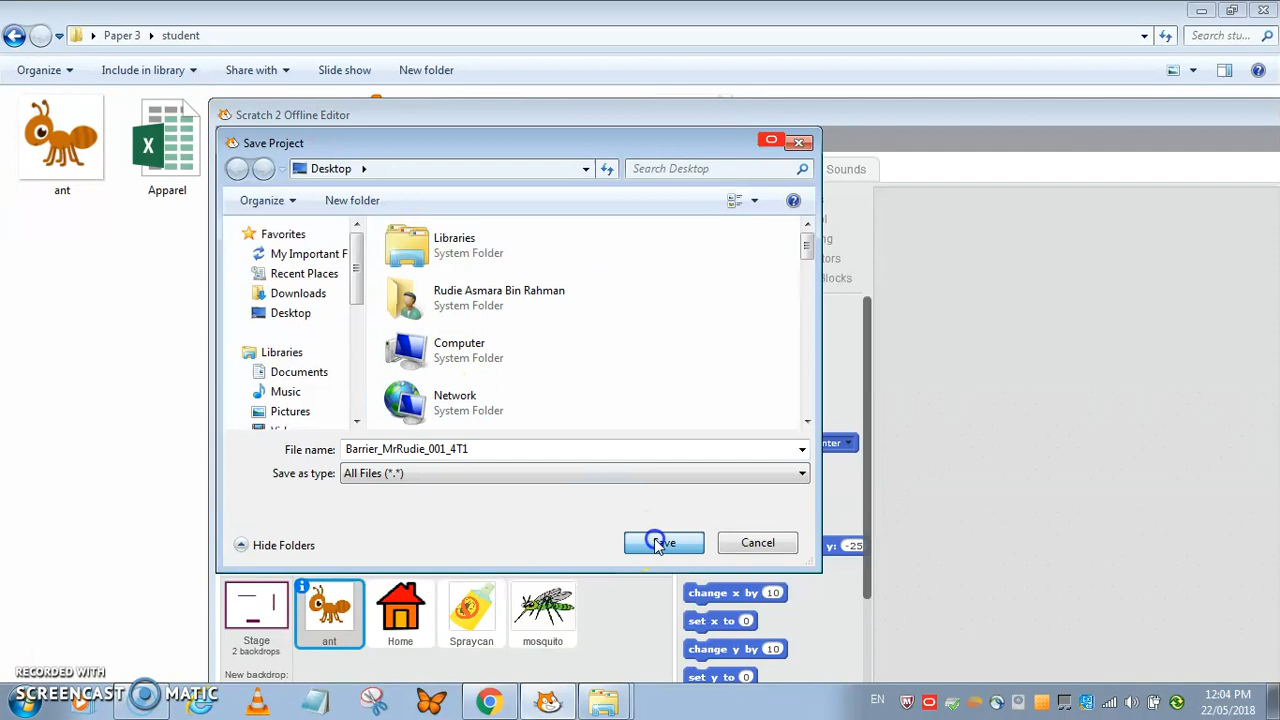 Paper 3
student
Search stu...
Organize
Include in library
Share with
Slide show
New folder
ant
Apparel
Scratch 2 Offline Editor
Save Project
Desktop
Search Desktop
Organize
New folder
Sounds
Favorites
My Important F
Recent Places
Downloads
Desktop
Libraries
Documents
Music
Pictures
Libraries
System Folder
Rudie Asmara Bin Rahman
System Folder
Computer
System Folder
Network
System Folder
File name:
Barrier_MrRudie_001_4T1
Save as type:
All Files (*.*)
Hide Folders
Cancel
y: -25
Stage
2 backdrops
New backdrop:
ant
Home
Spraycan
mosquito
change x by 10
set x to 0
change y by 10
set y to 0
RECORDED WITH
SCREENCAST MATIC
EN
12:04 PM
22/05/2018